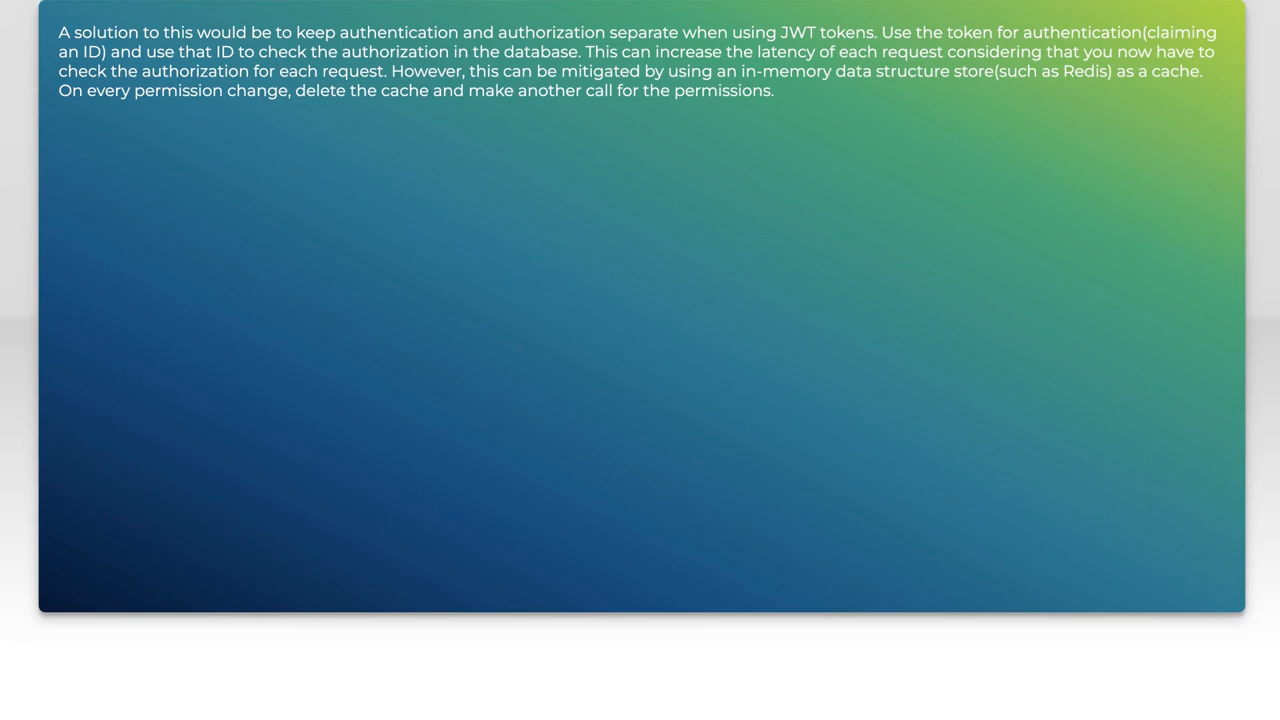 A solution to this would be to keep authentication and authorization separate when using JWT tokens. Use the token for authentication(claiming
an ID) and use that ID to check the authorization in the database. This can increase the latency of each request considering that you now have to
check the authorization for each request. However, this can be mitigated by using an in-memory data structure store(such as Redis) as a cache.
On every permission change, delete the cache and make another call for the permissions.